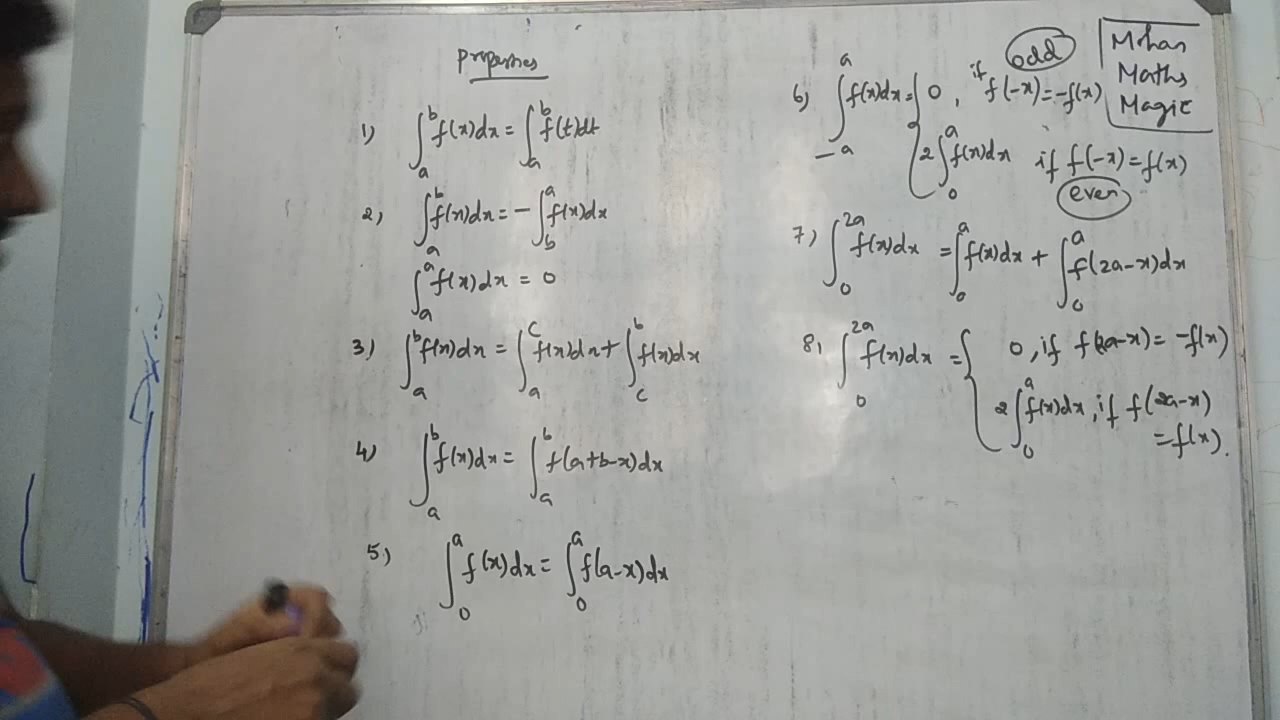 Properties
1) ∫_a^b f(x)dx = ∫_a^b f(t)dt
2) ∫_a^b f(x)dx = - ∫_b^a f(x)dx
∫_a^a f(x)dx = 0
3) ∫_a^b f(x)dx = ∫_a^c f(x)dx + ∫_c^b f(x)dx
4) ∫_a^b f(x)dx = ∫_a^b f(a+b-x)dx
5) ∫_0^a f(x)dx = ∫_0^a f(a-x)dx
odd
6) ∫_{-a}^a f(x)dx = { 0, if f(-x) = -f(x)
2∫_0^a f(x)dx if f(-x) = f(x)
even
7) ∫_0^{2a} f(x)dx = ∫_0^a f(x)dx + ∫_0^a f(2a-x)dx
8) ∫_0^{2a} f(x)dx = { 0, if f(2a-x) = -f(x)
2∫_0^a f(x)dx, if f(2a-x)
= f(x).
Mohan
Maths
Magic